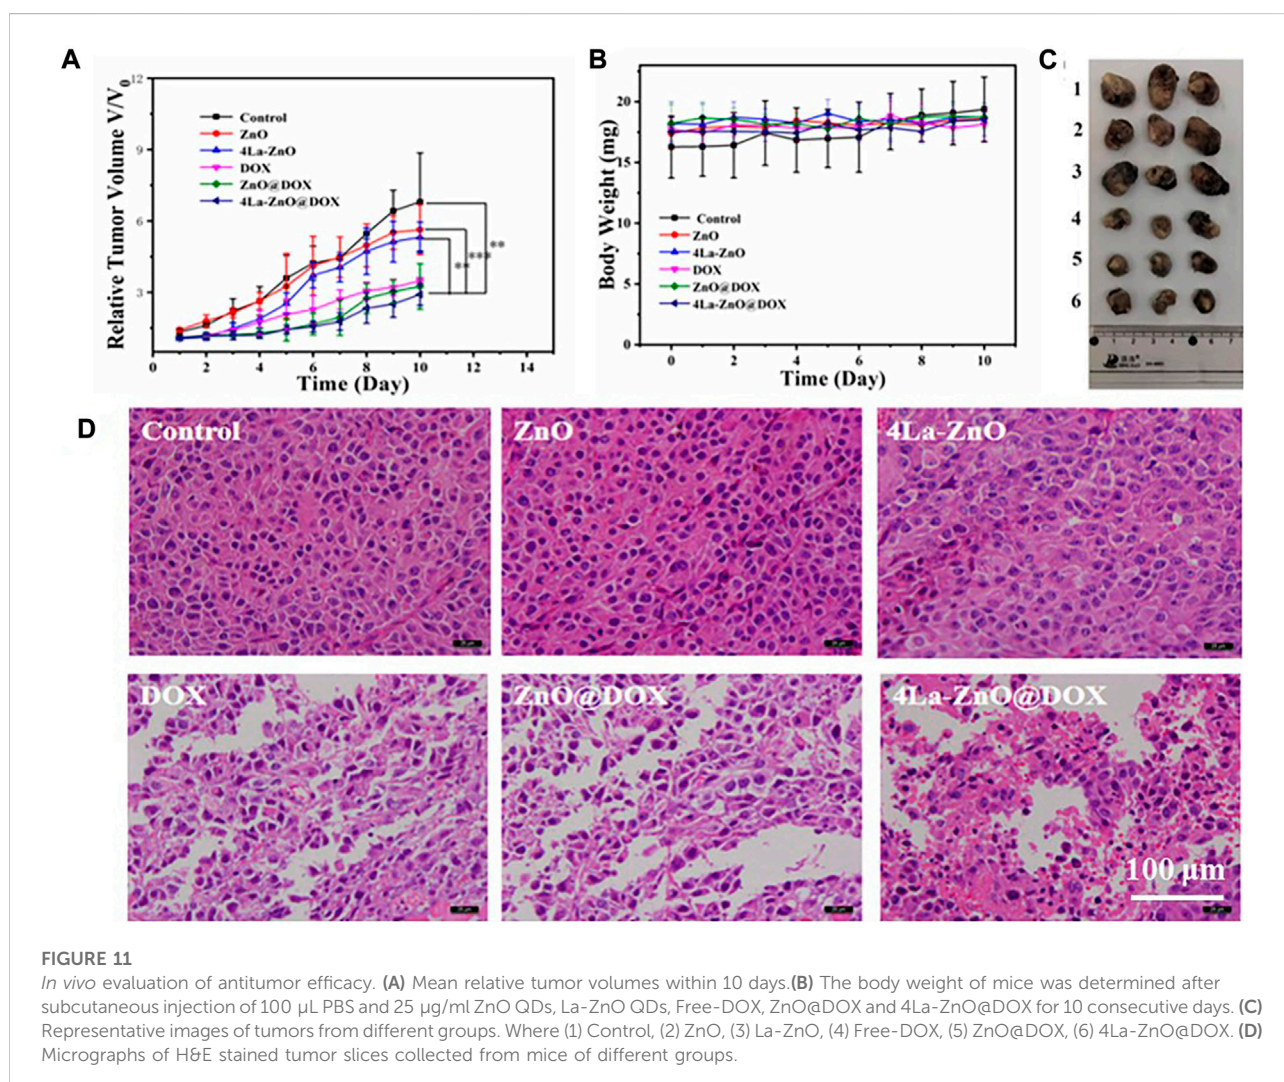 A
Relative Tumor Volume V/V0
12
9
6
3
0
2
4
6
8
10
12
14
Time (Day)
Control
ZnO
4La-ZnO
DOX
ZnO@DOX
4La-ZnO@DOX
**
***
**
B
Body Weight (mg)
20
15
10
5
0
0
2
4
6
8
10
Time (Day)
Control
ZnO
4La-ZnO
DOX
ZnO@DOX
4La-ZnO@DOX
C
1
2
3
4
5
6
1 2 3 4 5 6 7
D
Control
ZnO
4La-ZnO
DOX
ZnO@DOX
4La-ZnO@DOX
100 μm
FIGURE 11
In vivo evaluation of antitumor efficacy. (A) Mean relative tumor volumes within 10 days.(B) The body weight of mice was determined after
subcutaneous injection of 100 μL PBS and 25 μg/ml ZnO QDs, La-ZnO QDs, Free-DOX, ZnO@DOX and 4La-ZnO@DOX for 10 consecutive days. (C)
Representative images of tumors from different groups. Where (1) Control, (2) ZnO, (3) La-ZnO, (4) Free-DOX, (5) ZnO@DOX, (6) 4La-ZnO@DOX. (D)
Micrographs of H&E stained tumor slices collected from mice of different groups.